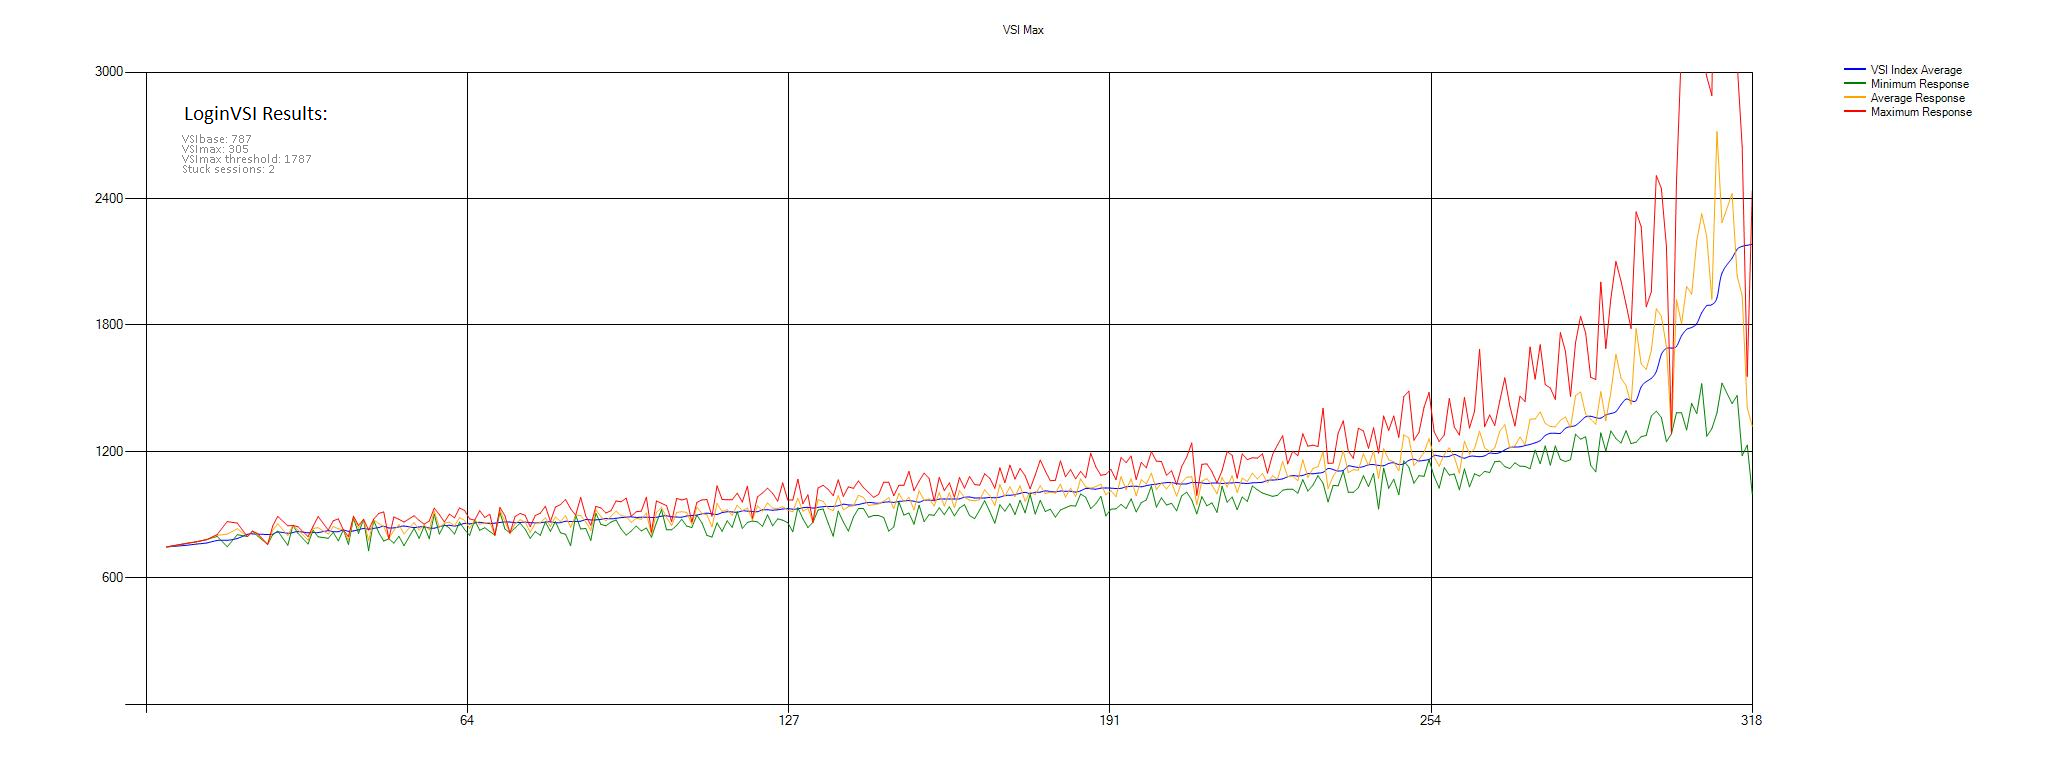 VSI Max
3000
2400
1800
1200
600
LoginVSI Results:
VSIbase: 787
VSImax: 305
VSImax threshold: 1787
Stuck sessions: 2
VSI Index Average
Minimum Response
Average Response
Maximum Response
64
127
191
254
318